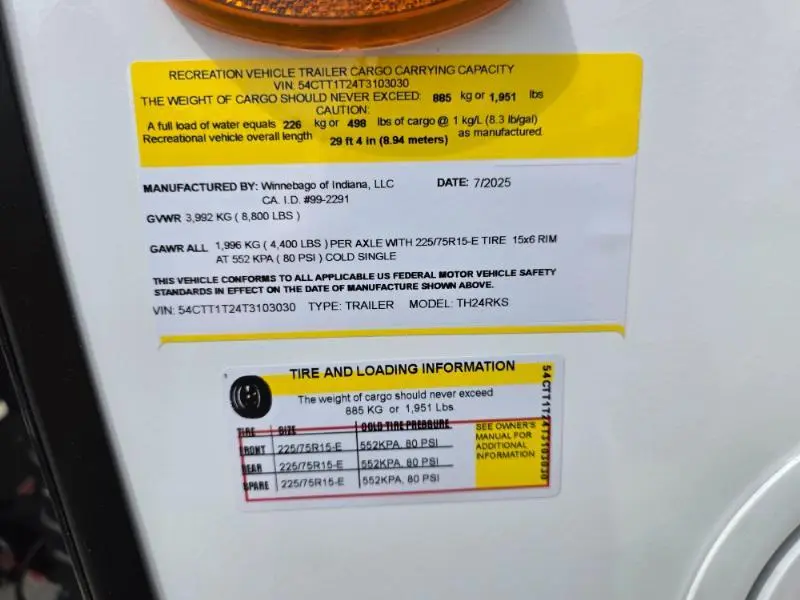 RECREATION VEHICLE TRAILER CARGO CARRYING CAPACITY
VIN: 54CTT1T24T3103030
THE WEIGHT OF CARGO SHOULD NEVER EXCEED: 885 kg or 1,951 lbs
CAUTION:
A full load of water equals 226 kg or 498 lbs of cargo @ 1 kg/L (8.3 lb/gal)
Recreational vehicle overall length 29 ft 4 in (8.94 meters) as manufactured.
MANUFACTURED BY: Winnebago of Indiana, LLC DATE: 7/2025
CA. I.D. #99-2291
GVWR 3,992 KG ( 8,800 LBS )
GAWR ALL 1,996 KG ( 4,400 LBS ) PER AXLE WITH 225/75R15-E TIRE 15x6 RIM
AT 552 KPA ( 80 PSI ) COLD SINGLE
THIS VEHICLE CONFORMS TO ALL APPLICABLE US FEDERAL MOTOR VEHICLE SAFETY
STANDARDS IN EFFECT ON THE DATE OF MANUFACTURE SHOWN ABOVE.
VIN: 54CTT1T24T3103030 TYPE: TRAILER MODEL: TH24RKS
TIRE AND LOADING INFORMATION
The weight of cargo should never exceed
885 KG or 1,951 Lbs
TIRE SIZE COLD TIRE PRESSURE
FRONT 225/75R15-E 552KPA, 80 PSI
REAR 225/75R15-E 552KPA, 80 PSI
SPARE 225/75R15-E 552KPA, 80 PSI
SEE OWNER'S
MANUAL FOR
ADDITIONAL
INFORMATION
54CTT1T24T3103030